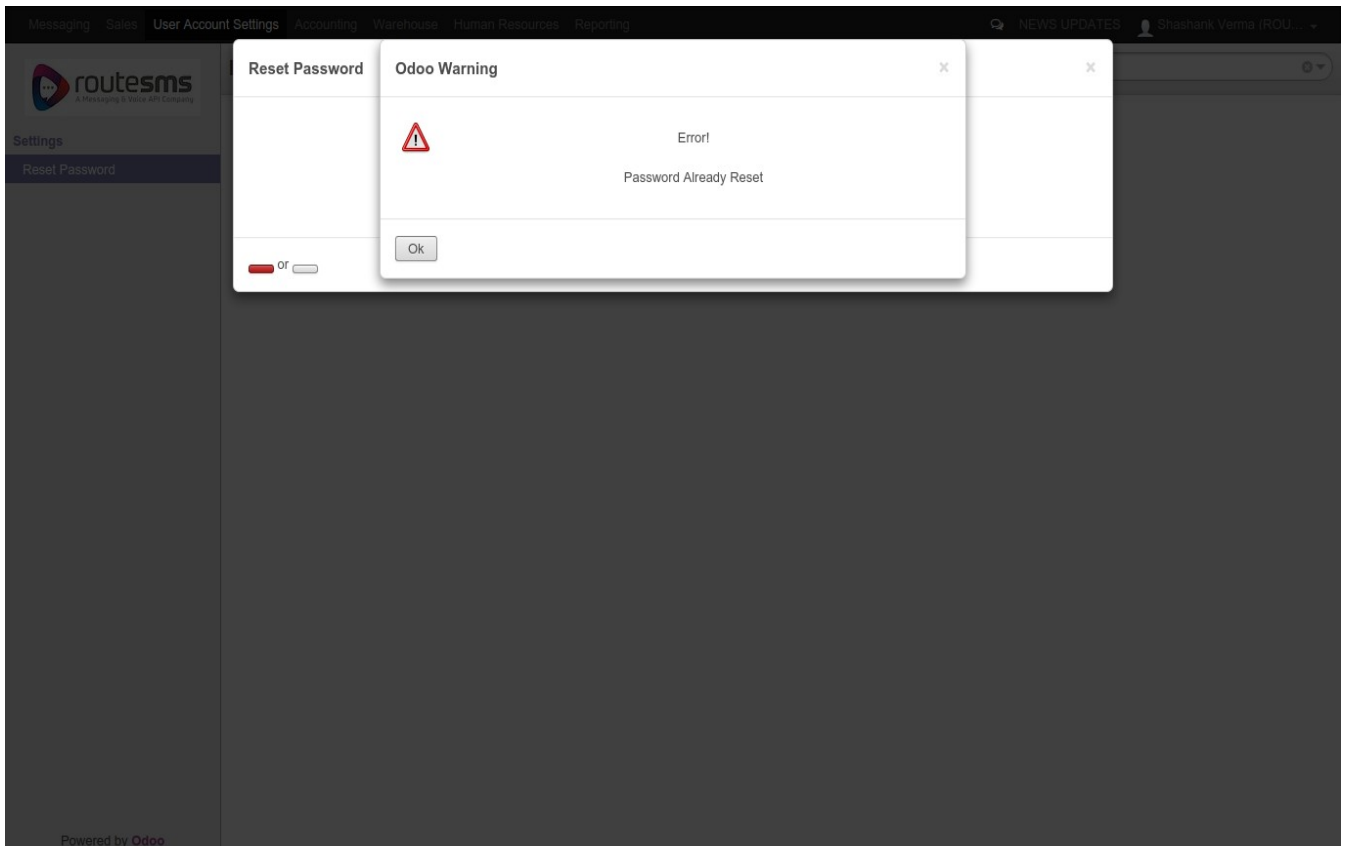 Messaging Sales User Account Settings Accounting Warehouse Human Resources Reporting NEWS UPDATES Shashank Verma (ROU...
routesms
A Messaging & Voice API Company
Settings
Reset Password
Reset Password
Odoo Warning
×
×
Error!
Password Already Reset
Ok
or
Powered by Odoo